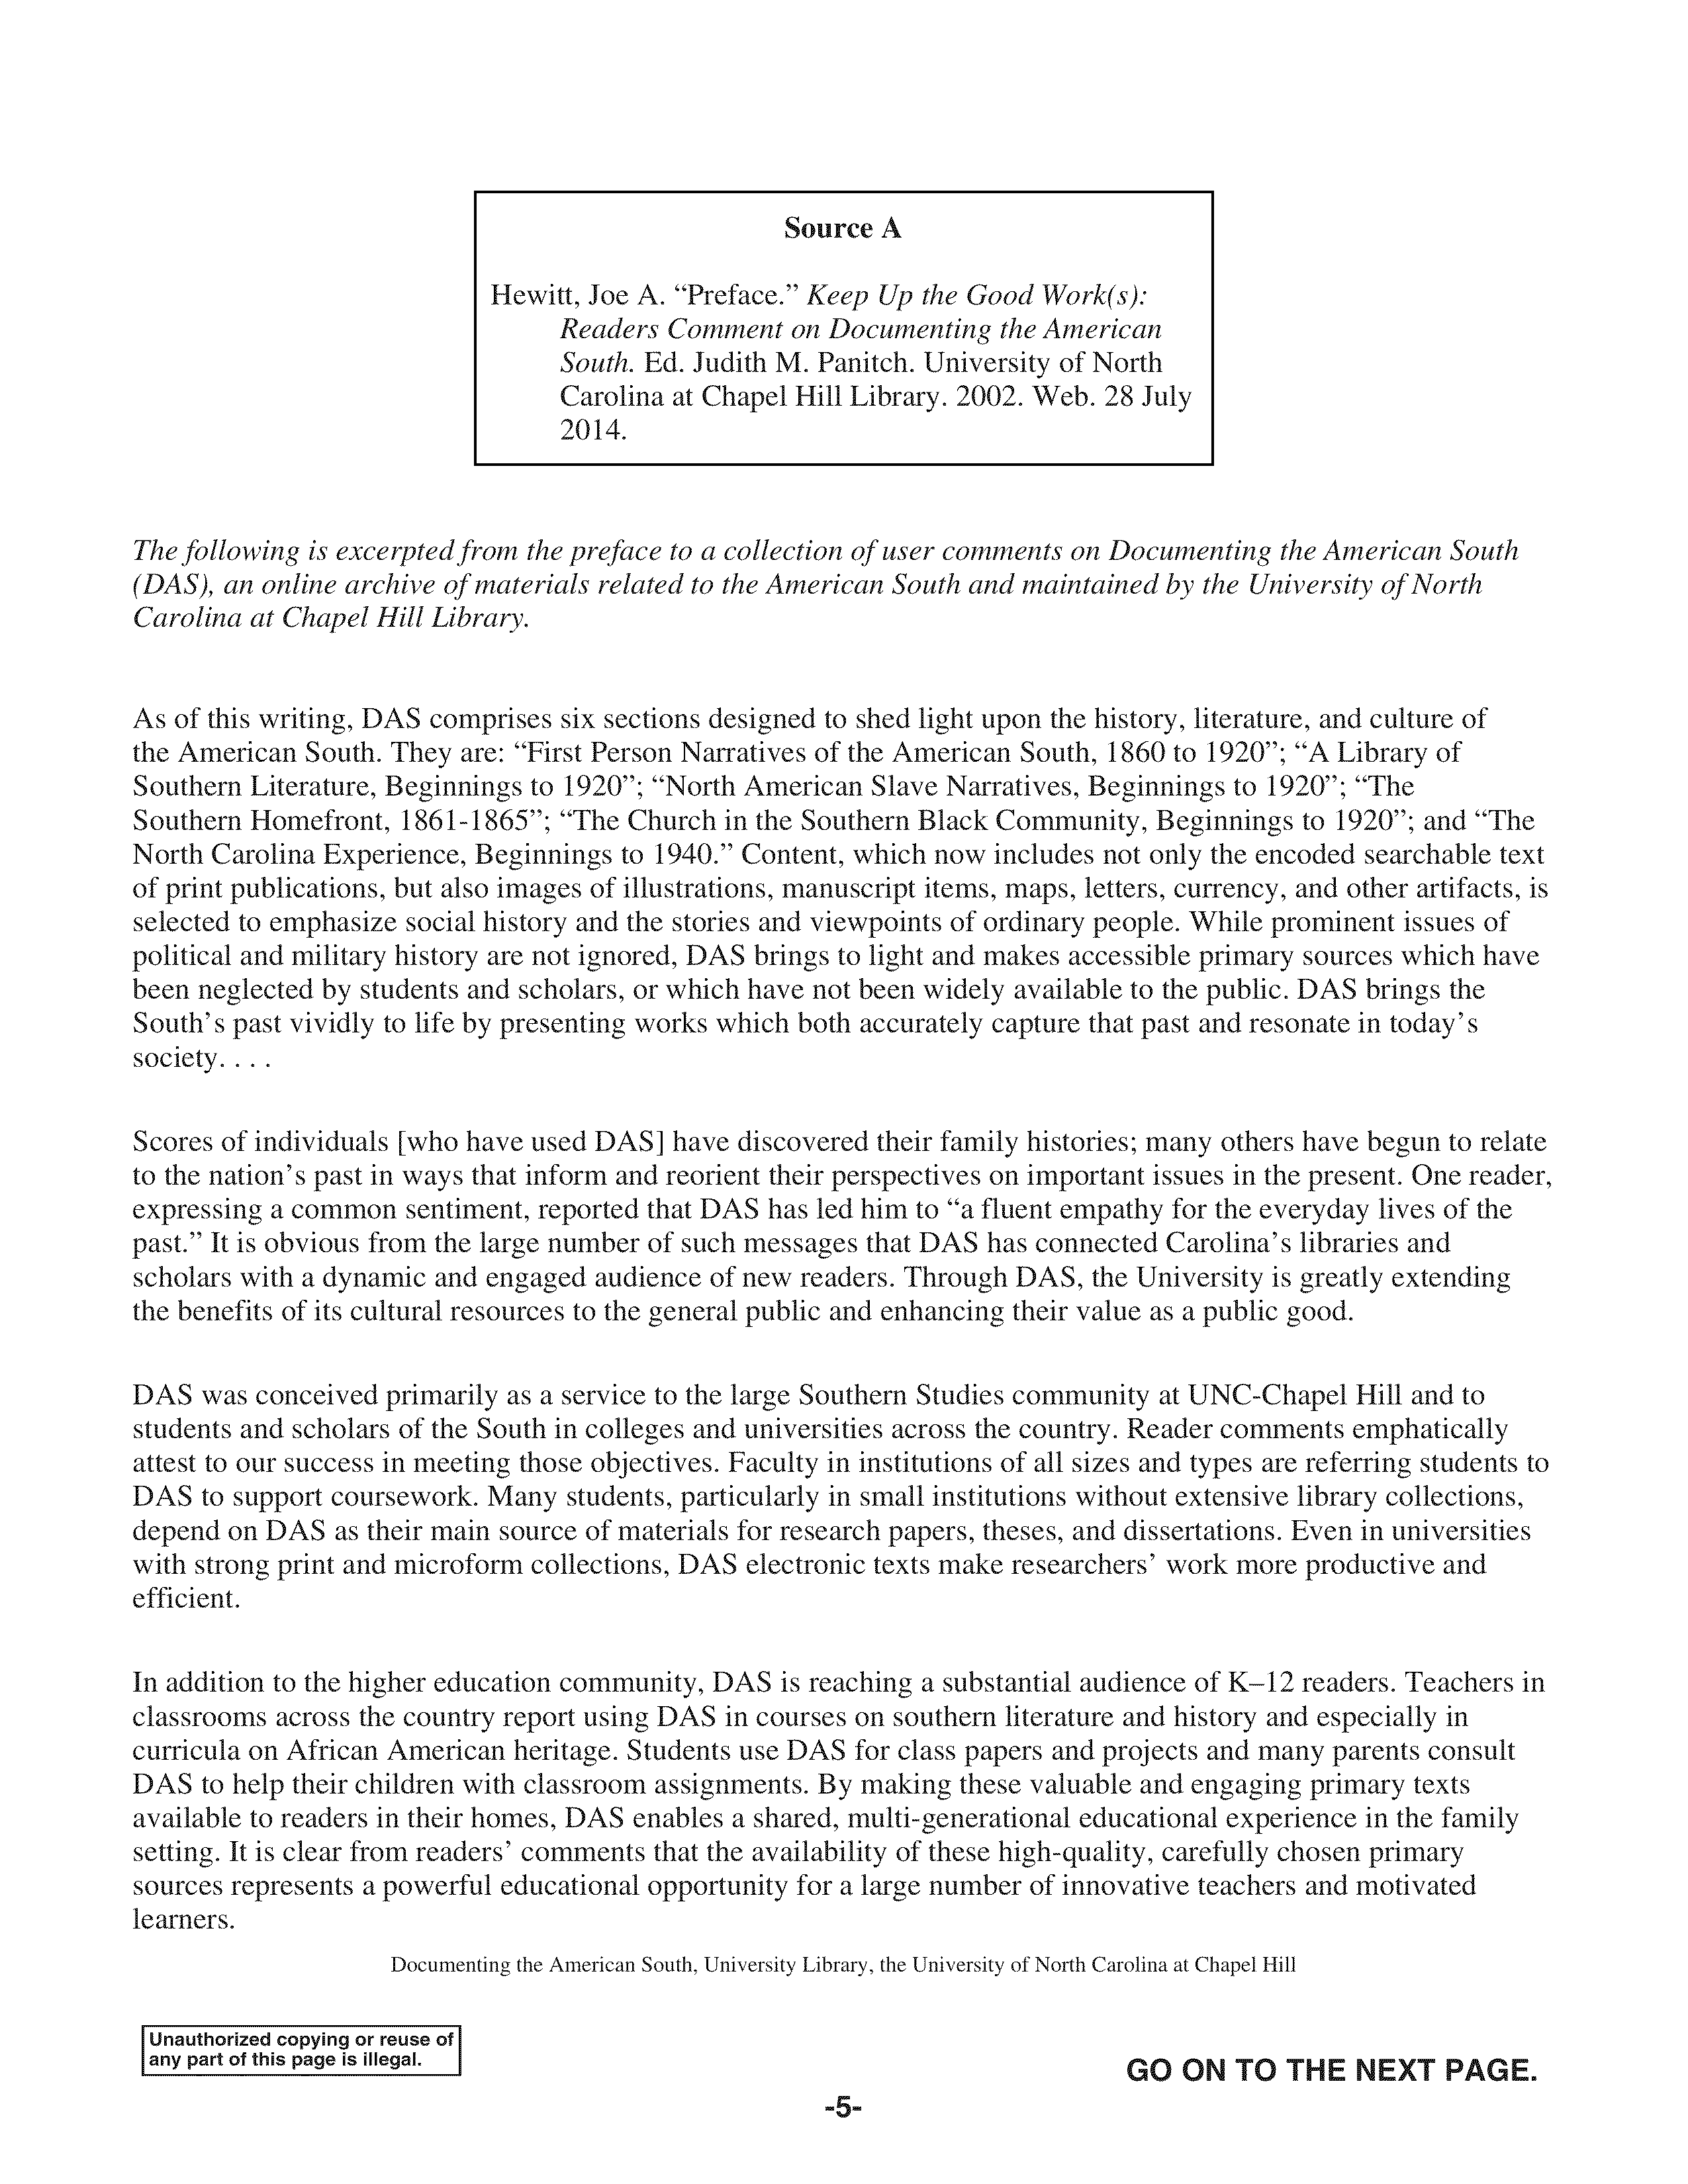 Source A
Hewitt, Joe A. “Preface.” Keep Up the Good Work(s):
Readers Comment on Documenting the American
South. Ed. Judith M. Panitch. University of North
Carolina at Chapel Hill Library. 2002. Web. 28 July
2014.
The following is excerpted from the preface to a collection of user comments on Documenting the American South
(DAS), an online archive of materials related to the American South and maintained by the University of North
Carolina at Chapel Hill Library.
As of this writing, DAS comprises six sections designed to shed light upon the history, literature, and culture of
the American South. They are: “First Person Narratives of the American South, 1860 to 1920”; “A Library of
Southern Literature, Beginnings to 1920”; “North American Slave Narratives, Beginnings to 1920”; “The
Southern Homefront, 1861-1865”; “The Church in the Southern Black Community, Beginnings to 1920”; and “The
North Carolina Experience, Beginnings to 1940.” Content, which now includes not only the encoded searchable text
of print publications, but also images of illustrations, manuscript items, maps, letters, currency, and other artifacts, is
selected to emphasize social history and the stories and viewpoints of ordinary people. While prominent issues of
political and military history are not ignored, DAS brings to light and makes accessible primary sources which have
been neglected by students and scholars, or which have not been widely available to the public. DAS brings the
South’s past vividly to life by presenting works which both accurately capture that past and resonate in today’s
society. . . .
Scores of individuals [who have used DAS] have discovered their family histories; many others have begun to relate
to the nation’s past in ways that inform and reorient their perspectives on important issues in the present. One reader,
expressing a common sentiment, reported that DAS has led him to “a fluent empathy for the everyday lives of the
past.” It is obvious from the large number of such messages that DAS has connected Carolina’s libraries and
scholars with a dynamic and engaged audience of new readers. Through DAS, the University is greatly extending
the benefits of its cultural resources to the general public and enhancing their value as a public good.
DAS was conceived primarily as a service to the large Southern Studies community at UNC-Chapel Hill and to
students and scholars of the South in colleges and universities across the country. Reader comments emphatically
attest to our success in meeting those objectives. Faculty in institutions of all sizes and types are referring students to
DAS to support coursework. Many students, particularly in small institutions without extensive library collections,
depend on DAS as their main source of materials for research papers, theses, and dissertations. Even in universities
with strong print and microform collections, DAS electronic texts make researchers’ work more productive and
efficient.
In addition to the higher education community, DAS is reaching a substantial audience of K–12 readers. Teachers in
classrooms across the country report using DAS in courses on southern literature and history and especially in
curricula on African American heritage. Students use DAS for class papers and projects and many parents consult
DAS to help their children with classroom assignments. By making these valuable and engaging primary texts
available to readers in their homes, DAS enables a shared, multi-generational educational experience in the family
setting. It is clear from readers’ comments that the availability of these high-quality, carefully chosen primary
sources represents a powerful educational opportunity for a large number of innovative teachers and motivated
learners.
Documenting the American South, University Library, the University of North Carolina at Chapel Hill
Unauthorized copying or reuse of
any part of this page is illegal.
GO ON TO THE NEXT PAGE.
-5-